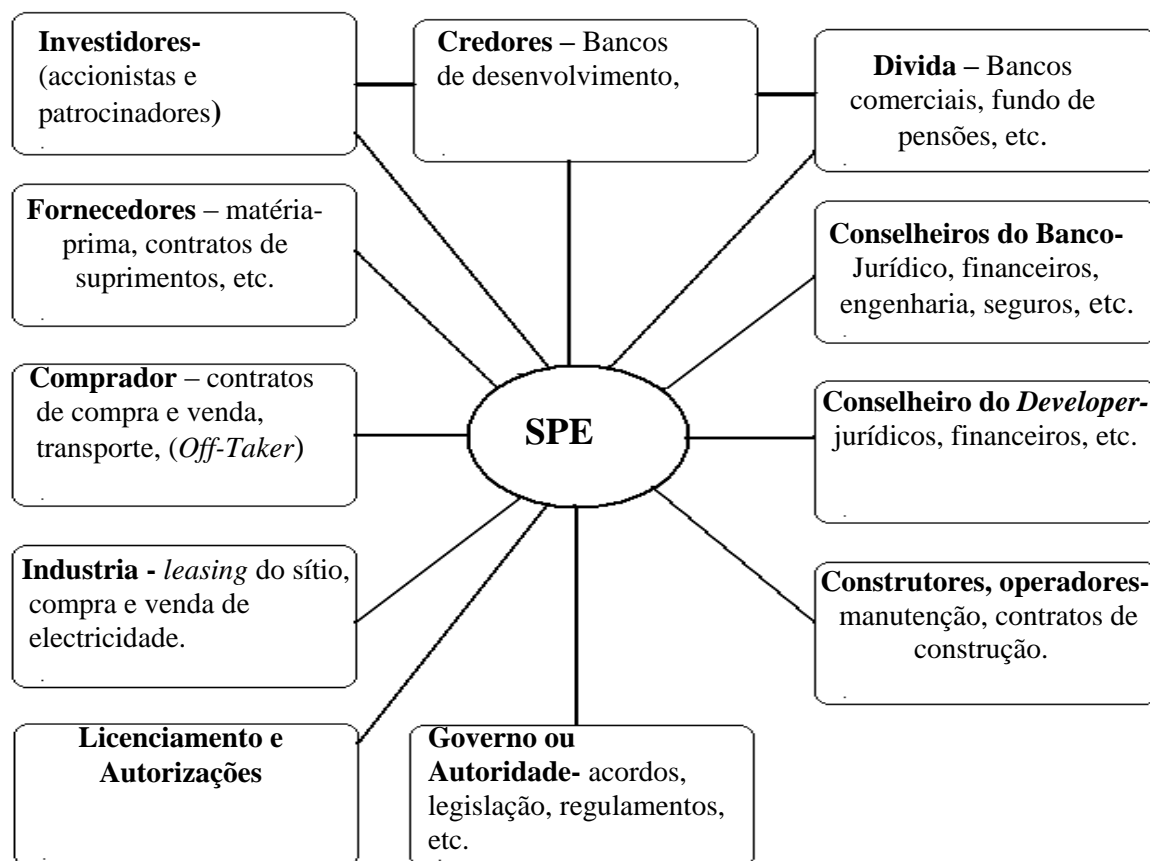 Investidores-
(accionistas e
patrocinadores)
Credores – Bancos
de desenvolvimento,
Divida – Bancos
comerciais, fundo de
pensões, etc.
Fornecedores – matéria-
prima, contratos de
suprimentos, etc.
Conselheiros do Banco-
Jurídico, financeiros,
engenharia, seguros, etc.
Comprador – contratos
de compra e venda,
transporte, (Off-Taker)
SPE
Conselheiro do Developer-
jurídicos, financeiros, etc.
Industria - leasing do sítio,
compra e venda de
electricidade.
Construtores, operadores-
manutenção, contratos de
construção.
Licenciamento e
Autorizações
Governo ou
Autoridade- acordos,
legislação, regulamentos,
etc.